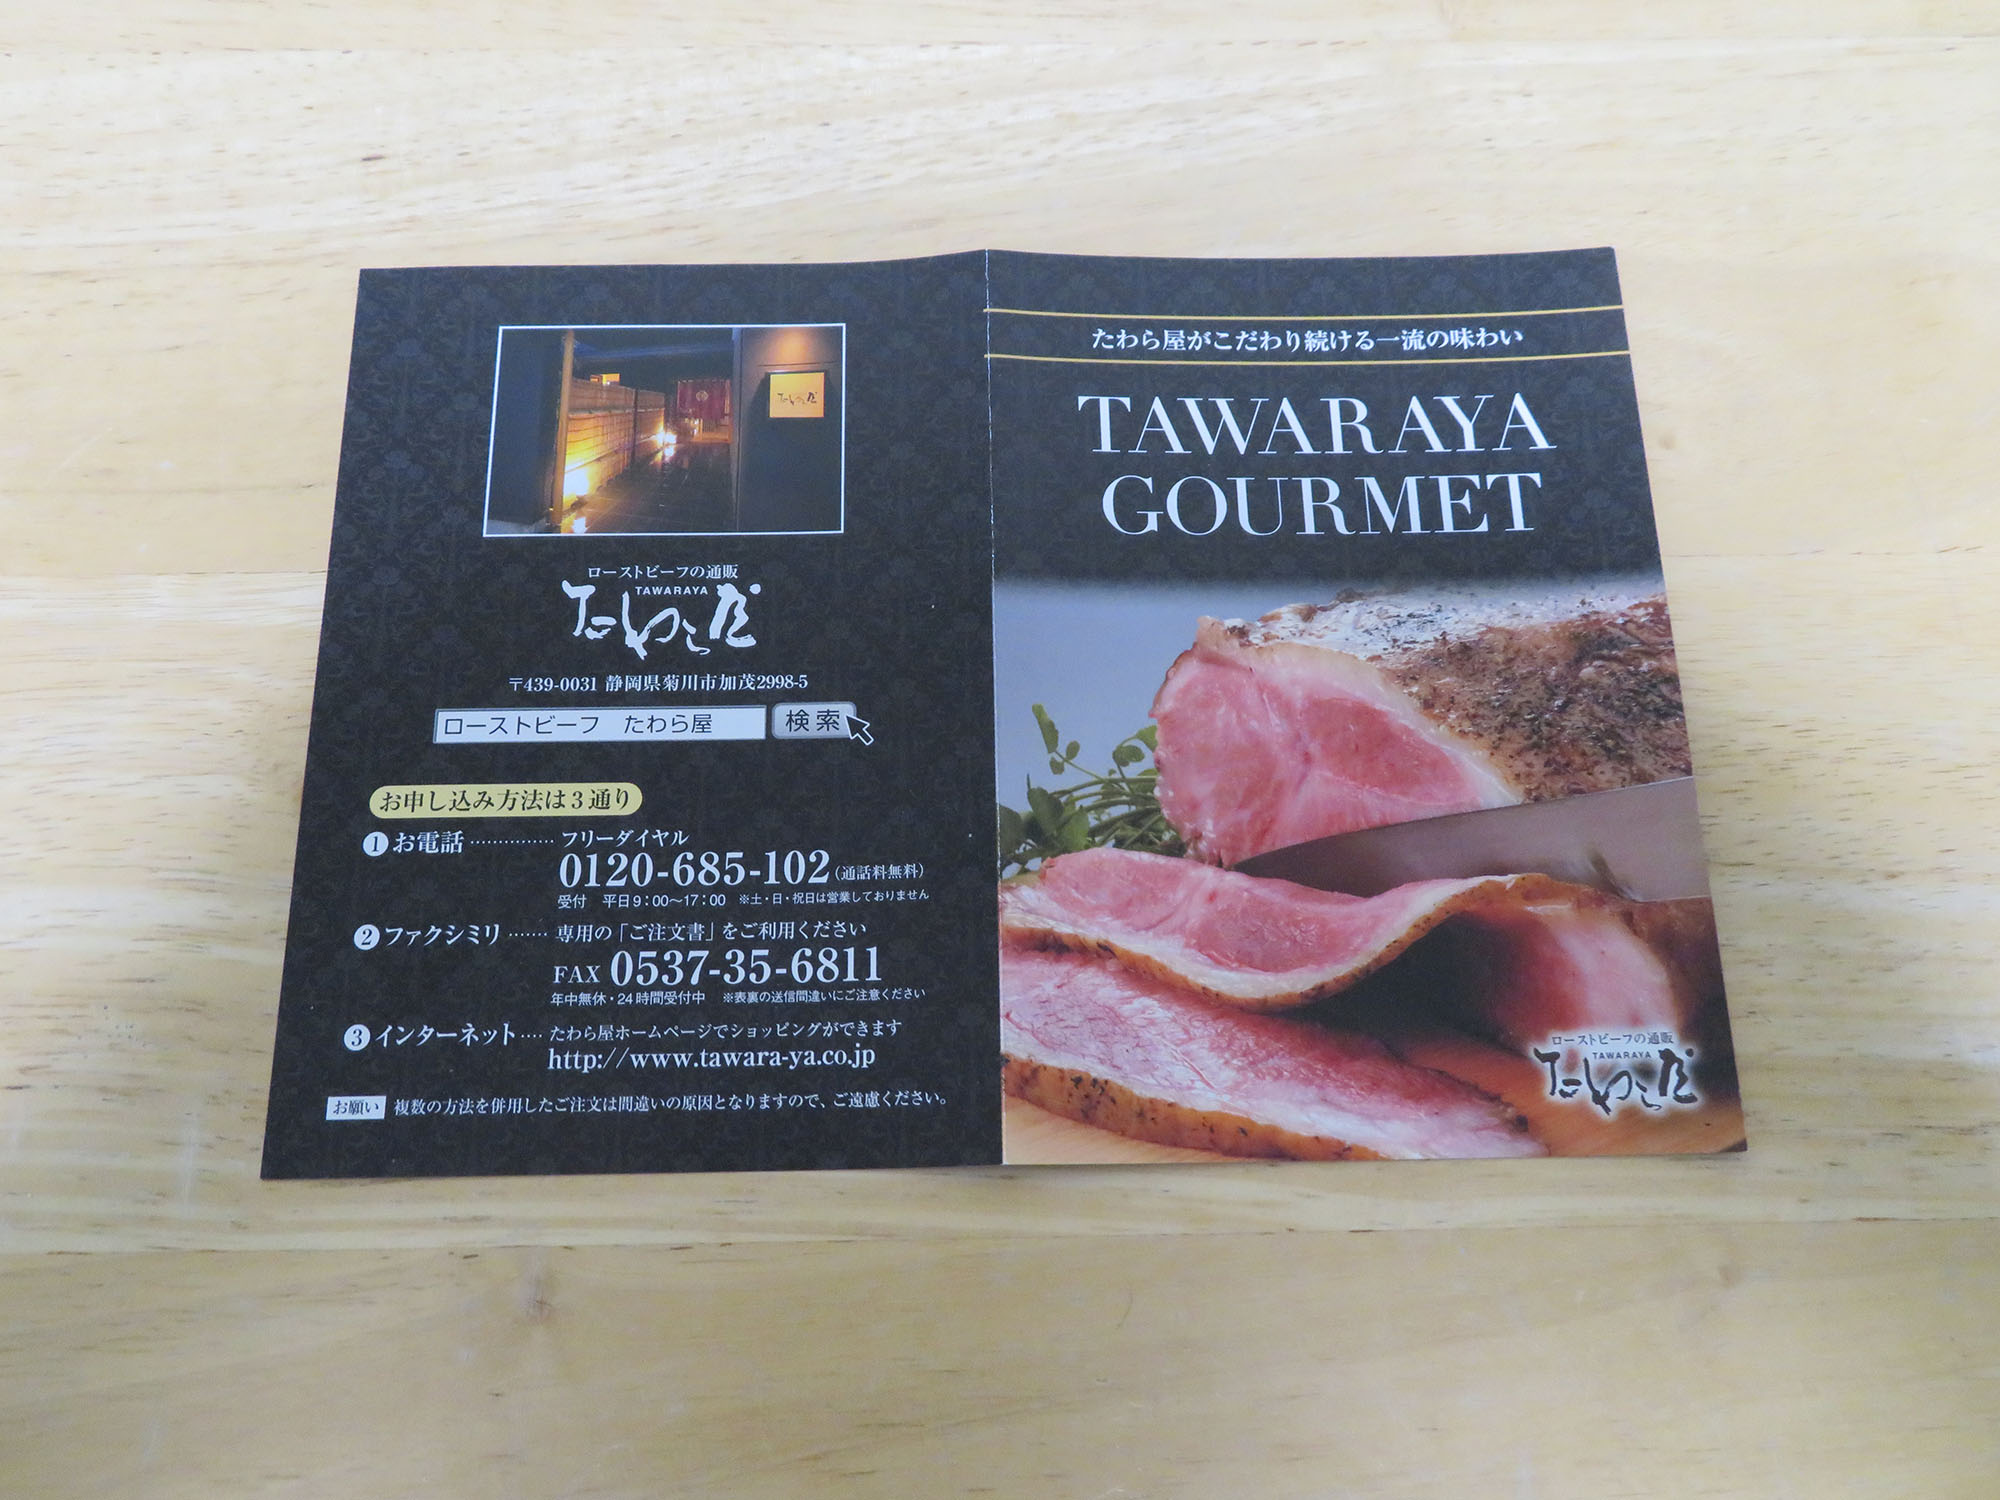 たわら屋
ローストビーフの通販
TAWARAYA
たわら屋
〒439-0031 静岡県菊川市加茂2998-5
ローストビーフ たわら屋 検索
お申し込み方法は3通り
① お電話 …………… フリーダイヤル
0120-685-102 (通話料無料)
受付 平日9:00〜17:00 ※土・日・祝日は営業しておりません
② ファクシミリ ……. 専用の「ご注文書」をご利用ください
FAX 0537-35-6811
年中無休・24時間受付中 ※表裏の送信間違いにご注意ください
③ インターネット …. たわら屋ホームページでショッピングができます
http://www.tawara-ya.co.jp
お願い 複数の方法を併用したご注文は間違いの原因となりますので、ご遠慮ください。
たわら屋がこだわり続ける一流の味わい
TAWARAYA
GOURMET
ローストビーフの通販
TAWARAYA
たわら屋